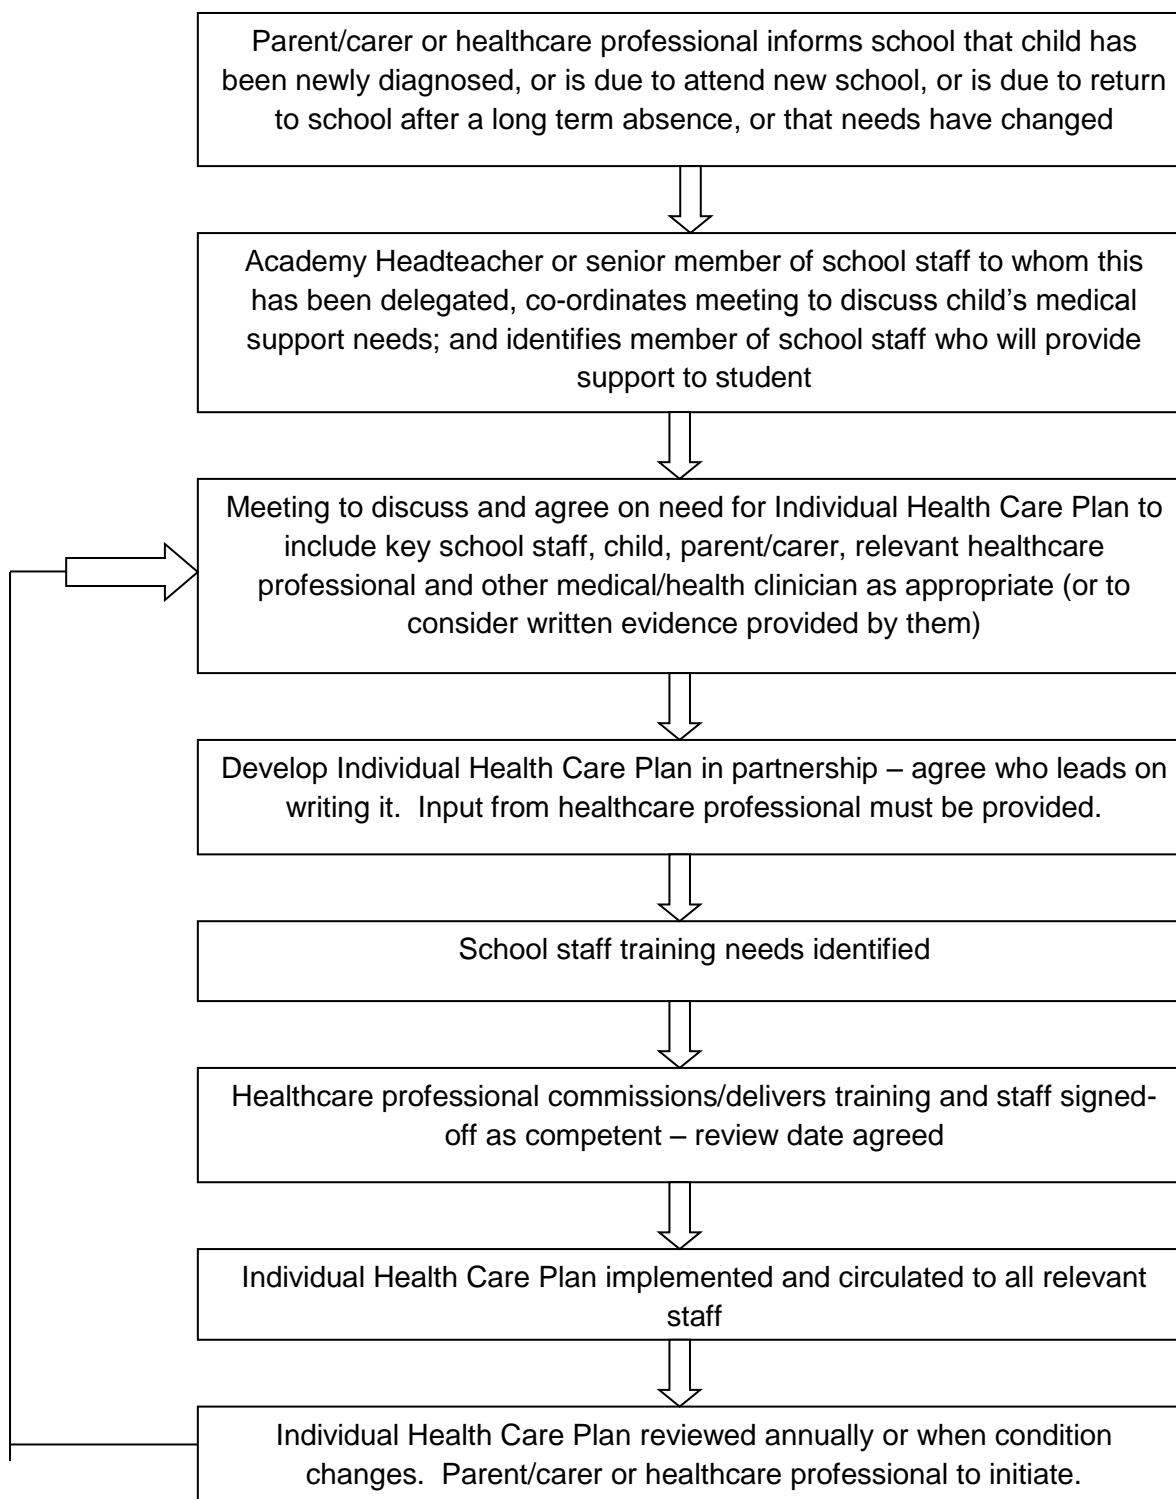 Parent/carer or healthcare professional informs school that child has
been newly diagnosed, or is due to attend new school, or is due to return
to school after a long term absence, or that needs have changed
Academy Headteacher or senior member of school staff to whom this
has been delegated, co-ordinates meeting to discuss child’s medical
support needs; and identifies member of school staff who will provide
support to student
Meeting to discuss and agree on need for Individual Health Care Plan to
include key school staff, child, parent/carer, relevant healthcare
professional and other medical/health clinician as appropriate (or to
consider written evidence provided by them)
Develop Individual Health Care Plan in partnership – agree who leads on
writing it.  Input from healthcare professional must be provided.
School staff training needs identified
Healthcare professional commissions/delivers training and staff signed-
off as competent – review date agreed
Individual Health Care Plan implemented and circulated to all relevant
staff
Individual Health Care Plan reviewed annually or when condition
changes.  Parent/carer or healthcare professional to initiate.